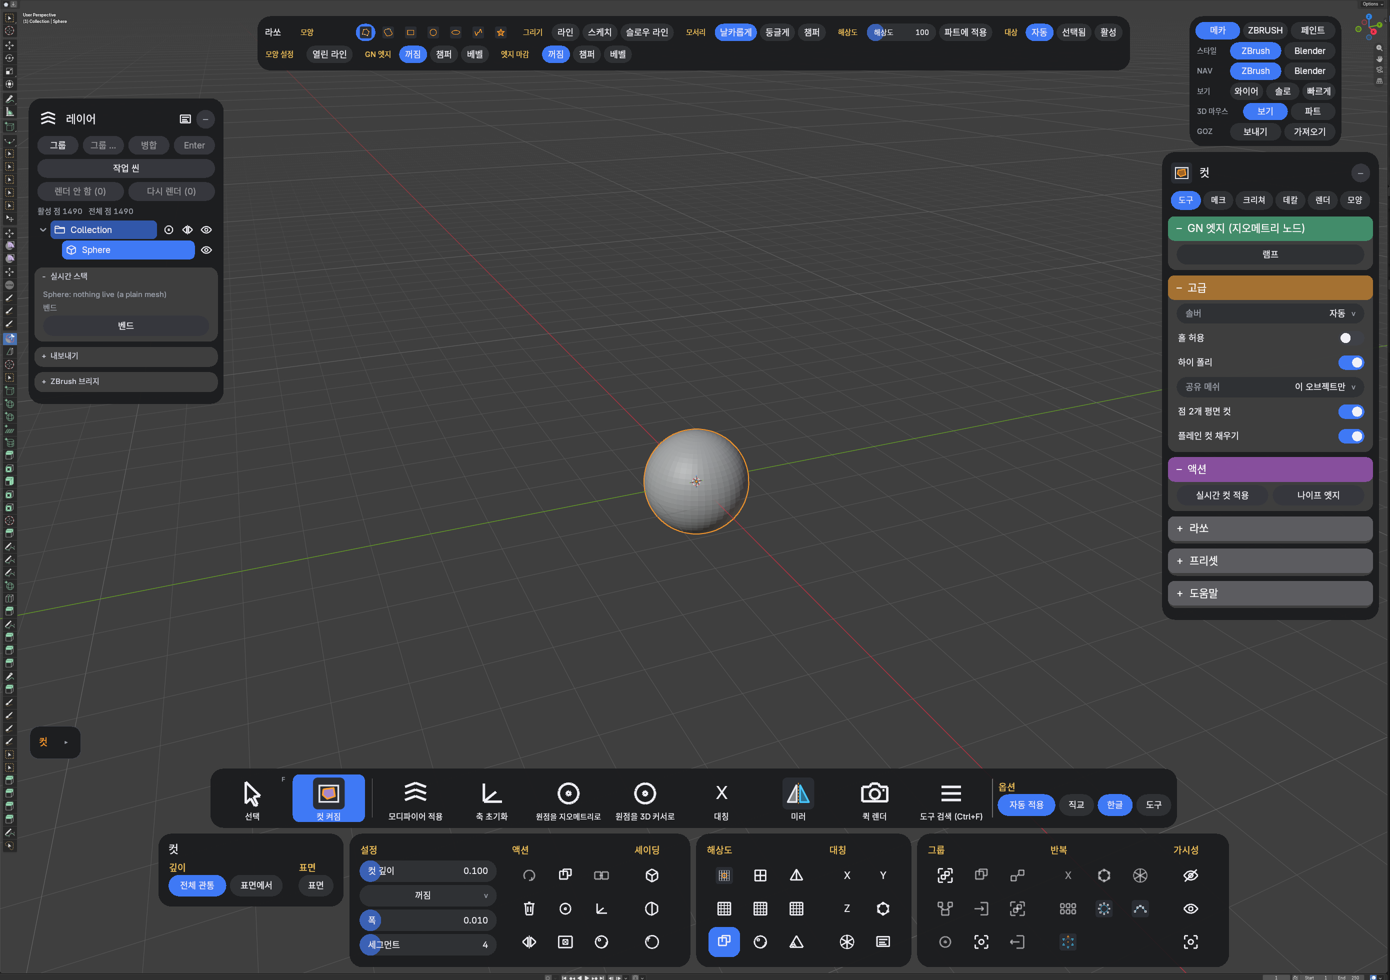 Options
User Perspective
(1) Collection | Sphere
라쏘 모양 그리기 라인 스케치 슬로우 라인 모서리 날카롭게 둥글게 챔퍼 해상도 해상도 100 파트에 적용 대상 자동 선택됨 활성
모양 설정 열린 라인 GN 엣지 꺼짐 챔퍼 베벨 엣지 마감 꺼짐 챔퍼 베벨
메카 ZBRUSH 페인트
스타일 ZBrush Blender
NAV ZBrush Blender
보기 와이어 솔로 빠르게
3D 마우스 보기 파트
GOZ 보내기 가져오기
레이어
그룹 그룹 ... 병합 Enter
작업 씬
렌더 안 함 (0) 다시 렌더 (0)
활성 점 1490 전체 점 1490
Collection
Sphere
- 실시간 스택
Sphere: nothing live (a plain mesh)
벤드
벤드
+ 내보내기
+ ZBrush 브리지
컷
도구 메크 크리쳐 데칼 렌더 모양
− GN 엣지 (지오메트리 노드)
램프
− 고급
솔버 자동
홀 허용
하이 폴리
공유 메쉬 이 오브젝트만
점 2개 평면 컷
플레인 컷 채우기
− 액션
실시간 컷 적용 나이프 엣지
+ 라쏘
+ 프리셋
+ 도움말
컷
선택
F
컷 켜짐
모디파이어 적용
축 초기화
원점을 지오메트리로
원점을 3D 커서로
X
대칭
미러
퀵 렌더
도구 검색 (Ctrl+F)
옵션
자동 적용 직교 한글 도구
컷
깊이 표면
전체 관통 표면에서 표면
설정 액션 셰이딩
컷 깊이 0.100
꺼짐
폭 0.010
세그먼트 4
해상도 대칭
X Y
Z
그룹 반복 가시성
X
1 Start 1 End 250